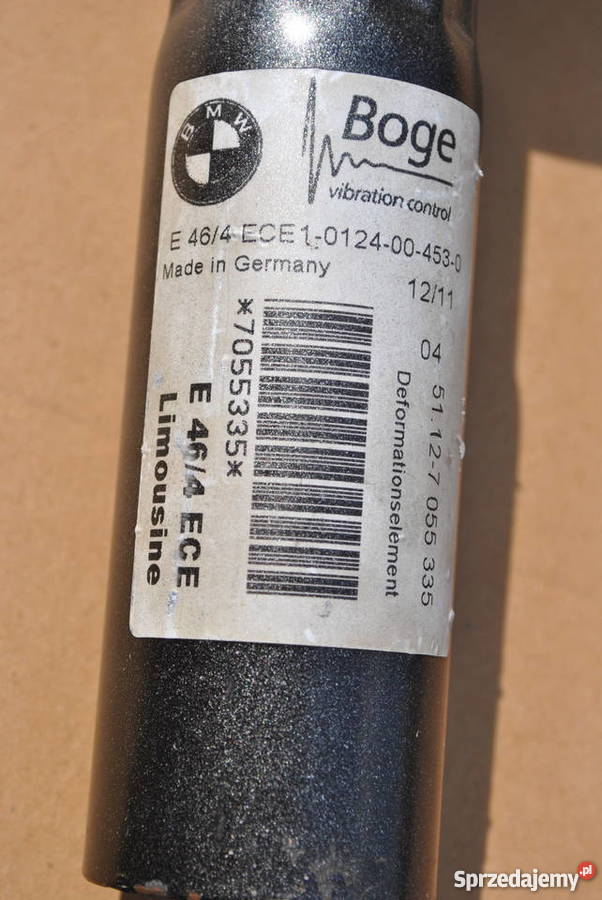 BMW
Boge
vibration control
E 46/4 ECE 1-0124-00-453-0
Made in Germany
12/11
*7055335*
E 46/4 ECE
Limousine
04 51.12-7 055 335
Deformationselement
Sprzedajemy.pl